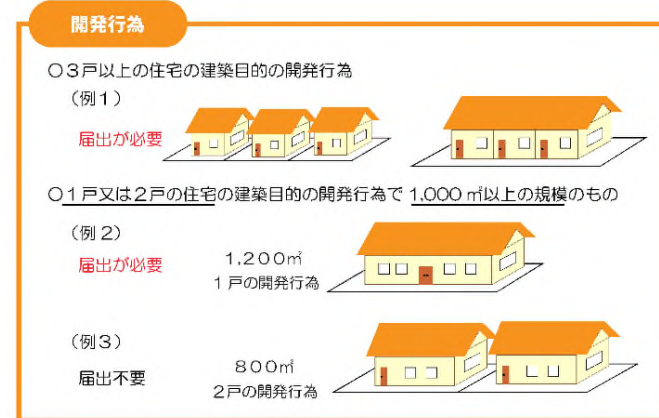 開発行為
〇3戸以上の住宅の建築目的の開発行為
(例1)
届出が必要
〇1戸又は2戸の住宅の建築目的の開発行為で 1,000 ㎡以上の規模のもの
(例2)
届出が必要
1,200㎡
1戸の開発行為
(例3)
届出不要
800㎡
2戸の開発行為